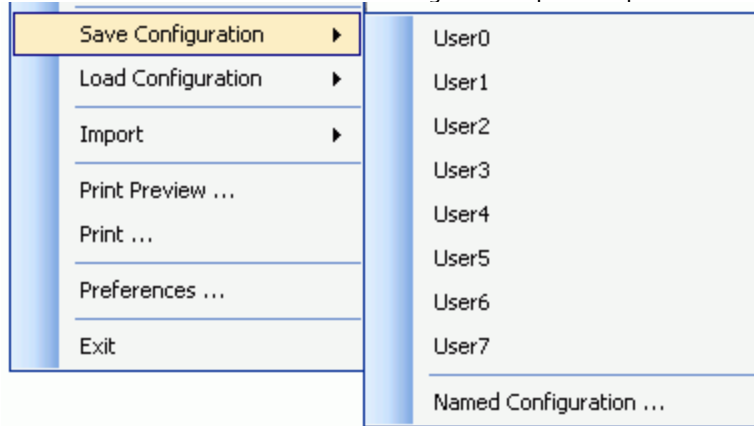 Save Configuration
Load Configuration
Import
Print Preview ...
Print ...
Preferences ...
Exit
User0
User1
User2
User3
User4
User5
User6
User7
Named Configuration ...